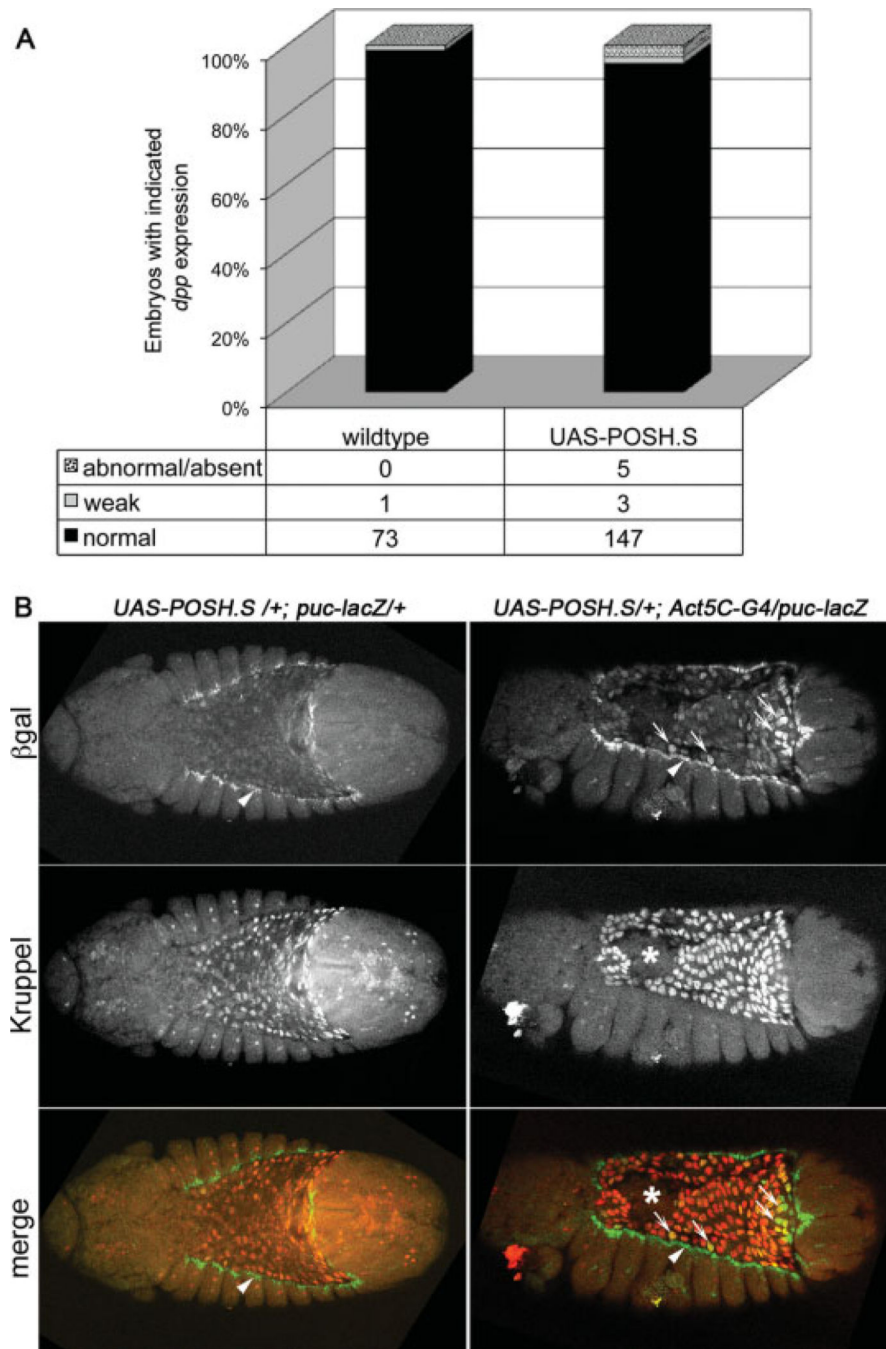 A
100%
80%
60%
40%
20%
0%
Embryos with indicated
dpp expression
wildtype UAS-POSH.S
abnormal/absent 0 5
weak 1 3
normal 73 147
B
UAS-POSH.S /+; puc-lacZ/+ UAS-POSH.S/+; Act5C-G4/puc-lacZ
βgal
Kruppel
*
merge
*